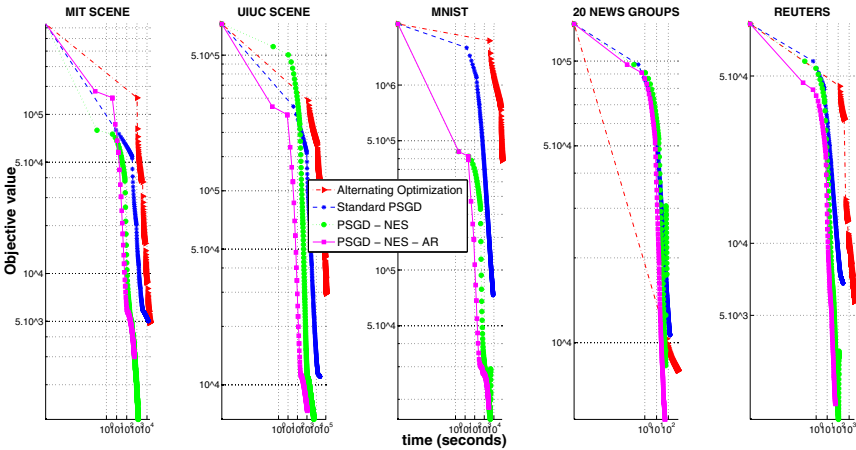 MIT SCENE
UIUC SCENE
MNIST
20 NEWS GROUPS
REUTERS
Objective value
10^5
5.10^4
10^4
5.10^3
5.10^5
10^5
5.10^4
10^4
10^6
5.10^5
10^5
5.10^4
10^5
10^4
5.10^4
10^4
5.10^3
Alternating Optimization
Standard PSGD
PSGD − NES
PSGD − NES − AR
time (seconds)